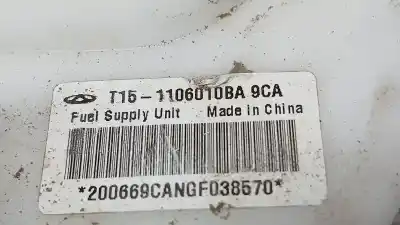 T15-1106010BA 9CA
Fuel Supply Unit Made in China
*200669CANGF038570*